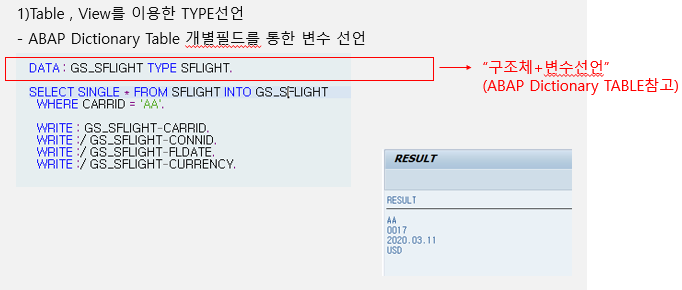 1)Table , View를 이용한 TYPE선언
- ABAP Dictionary Table 개별필드를 통한 변수 선언
DATA : GS_SFLIGHT TYPE SFLIGHT.
"구조체+변수선언"
(ABAP Dictionary TABLE참고)
SELECT SINGLE * FROM SFLIGHT INTO GS_SFLIGHT
WHERE CARRID = 'AA'.
WRITE : GS_SFLIGHT-CARRID.
WRITE :/ GS_SFLIGHT-CONNID.
WRITE :/ GS_SFLIGHT-FLDATE.
WRITE :/ GS_SFLIGHT-CURRENCY.
RESULT
RESULT
AA
0017
2020.03.11
USD